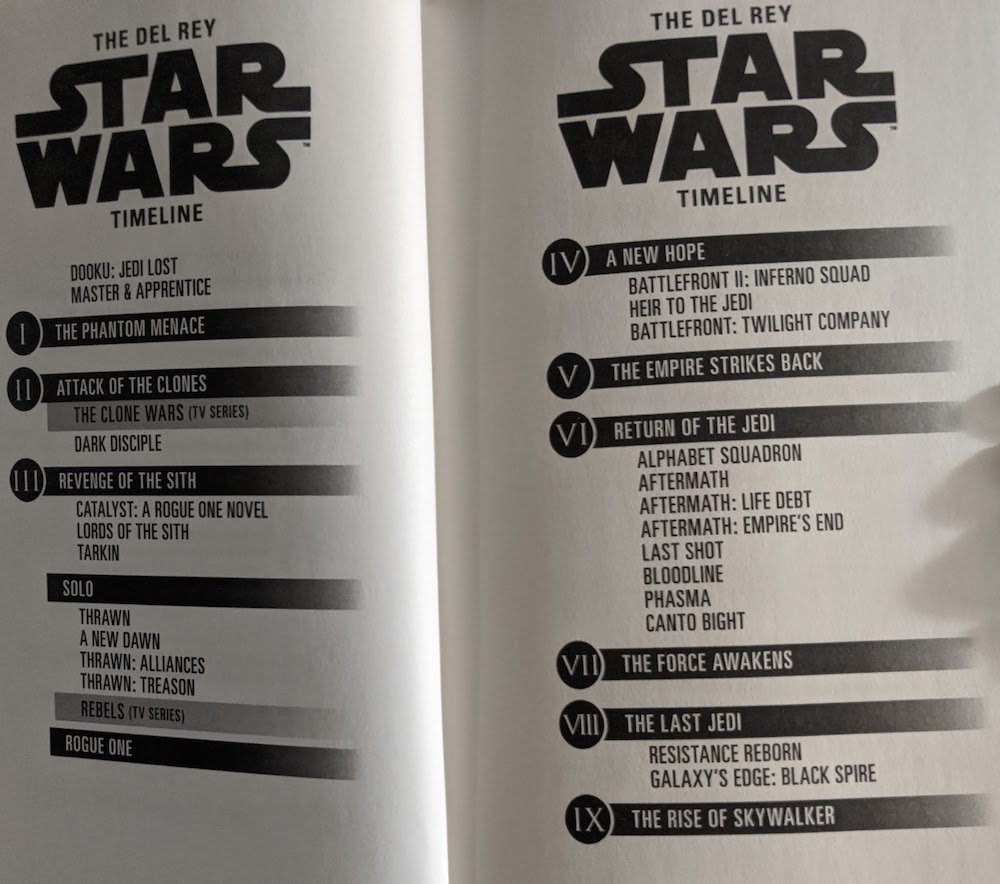 THE DEL REY
STAR
WARS™
TIMELINE
DOOKU: JEDI LOST
MASTER & APPRENTICE
I THE PHANTOM MENACE
II ATTACK OF THE CLONES
THE CLONE WARS (TV SERIES)
DARK DISCIPLE
III REVENGE OF THE SITH
CATALYST: A ROGUE ONE NOVEL
LORDS OF THE SITH
TARKIN
SOLO
THRAWN
A NEW DAWN
THRAWN: ALLIANCES
THRAWN: TREASON
REBELS (TV SERIES)
ROGUE ONE
THE DEL REY
STAR
WARS™
TIMELINE
IV A NEW HOPE
BATTLEFRONT II: INFERNO SQUAD
HEIR TO THE JEDI
BATTLEFRONT: TWILIGHT COMPANY
V THE EMPIRE STRIKES BACK
VI RETURN OF THE JEDI
ALPHABET SQUADRON
AFTERMATH
AFTERMATH: LIFE DEBT
AFTERMATH: EMPIRE'S END
LAST SHOT
BLOODLINE
PHASMA
CANTO BIGHT
VII THE FORCE AWAKENS
VIII THE LAST JEDI
RESISTANCE REBORN
GALAXY'S EDGE: BLACK SPIRE
IX THE RISE OF SKYWALKER